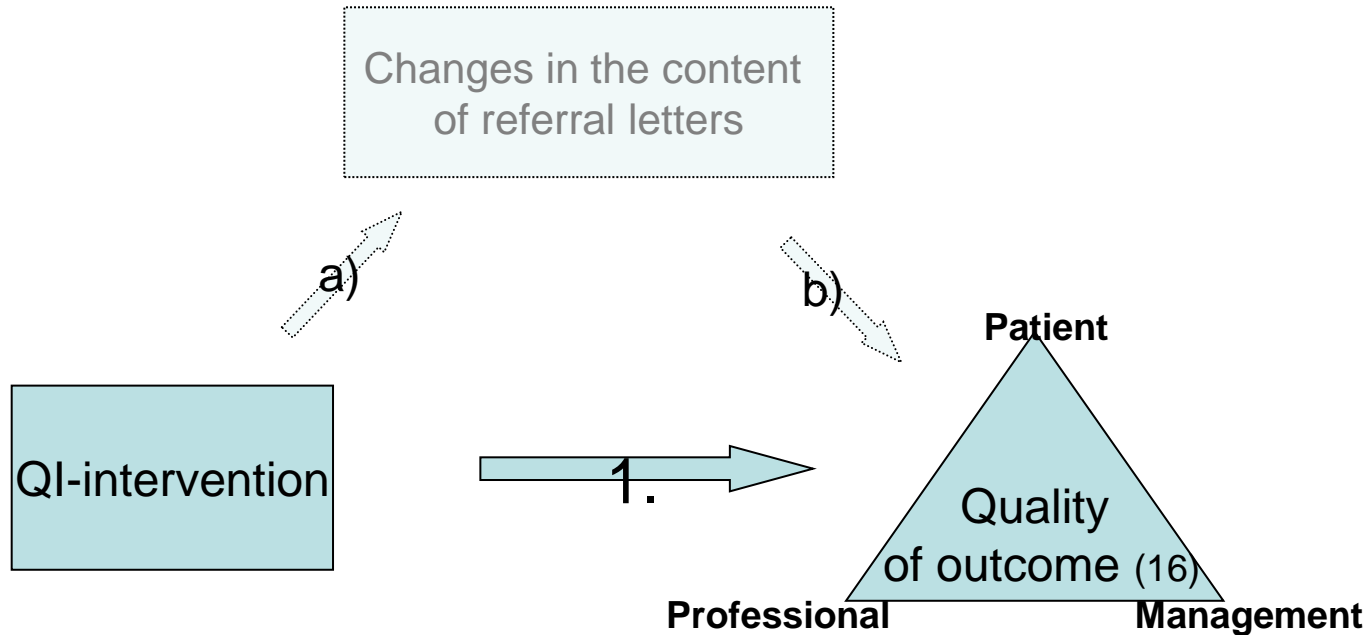 Changes in the content
of referral letters
a)
b)
Patient
QI-intervention
1.
Quality
of outcome (16)
Professional
Management